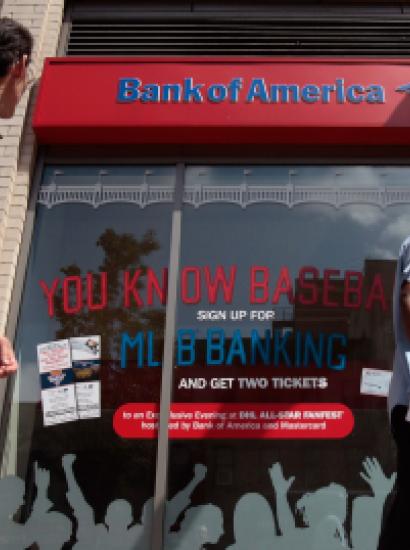 Bank of America
YOU KNOW BASEBA
SIGN UP FOR
MLB BANKING
AND GET TWO TICKETS
to an Exclusive Evening at DHL ALL-STAR FANFEST
hosted by Bank of America and Mastercard